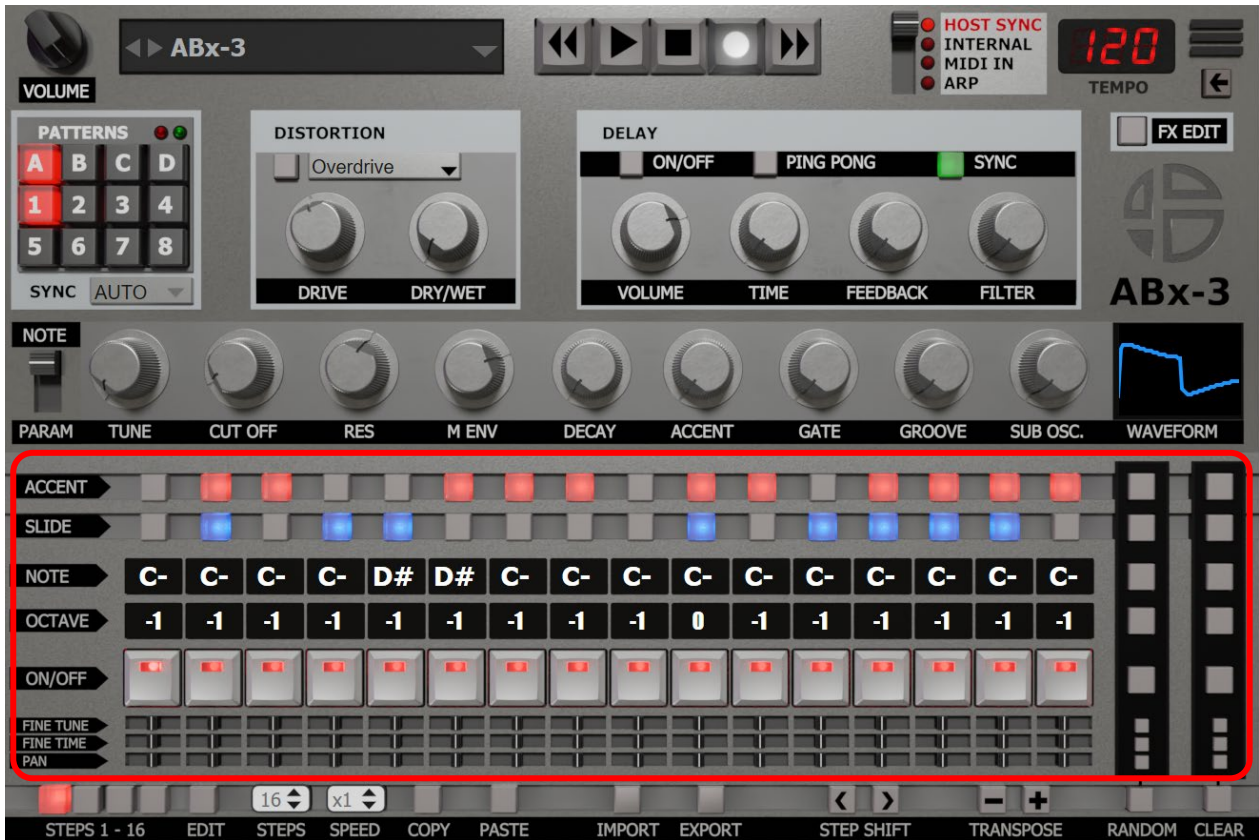 ABx-3
HOST SYNC
INTERNAL
MIDI IN
ARP
120
TEMPO
VOLUME
PATTERNS
A B C D
1 2 3 4
5 6 7 8
SYNC AUTO
DISTORTION
Overdrive
DRIVE DRY/WET
DELAY
ON/OFF PING PONG SYNC
VOLUME TIME FEEDBACK FILTER
FX EDIT
ABx-3
NOTE
PARAM TUNE CUT OFF RES M ENV DECAY ACCENT GATE GROOVE SUB OSC. WAVEFORM
ACCENT
SLIDE
NOTE C- C- C- C- D# D# C- C- C- C- C- C- C- C- C- C-
OCTAVE -1 -1 -1 -1 -1 -1 -1 -1 -1 0 -1 -1 -1 -1 -1 -1
ON/OFF
FINE TUNE
FINE TIME
PAN
16 x1
STEPS 1 - 16 EDIT STEPS SPEED COPY PASTE IMPORT EXPORT STEP SHIFT TRANSPOSE RANDOM CLEAR